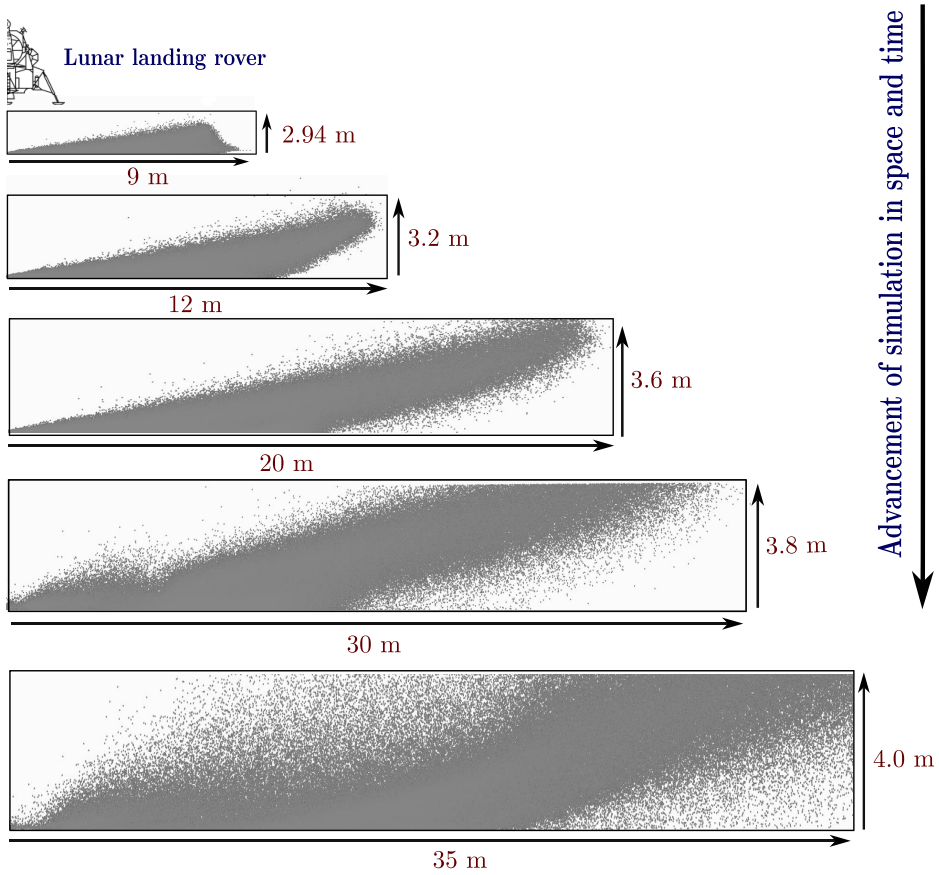 Lunar landing rover
2.94 m
9 m
3.2 m
12 m
3.6 m
20 m
3.8 m
30 m
4.0 m
35 m
Advancement of simulation in space and time